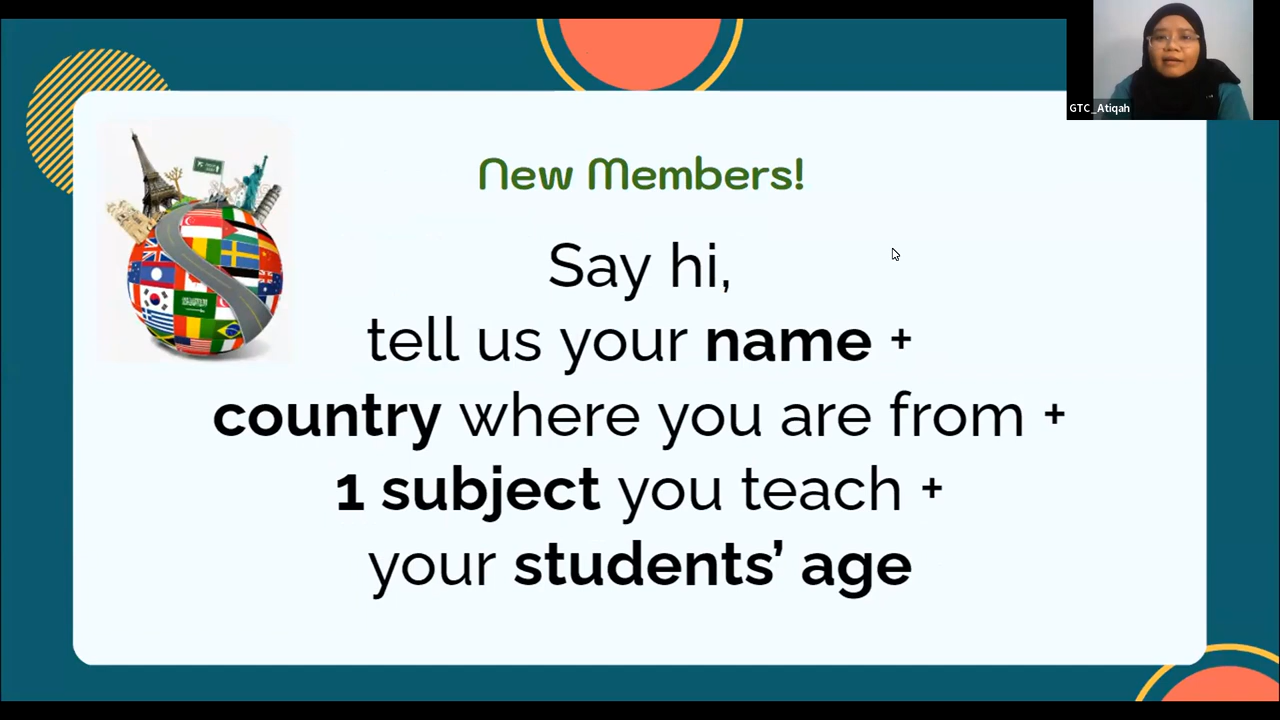 GTC_Atiqah
New Members!
Say hi,
tell us your name +
country where you are from +
1 subject you teach +
your students’ age